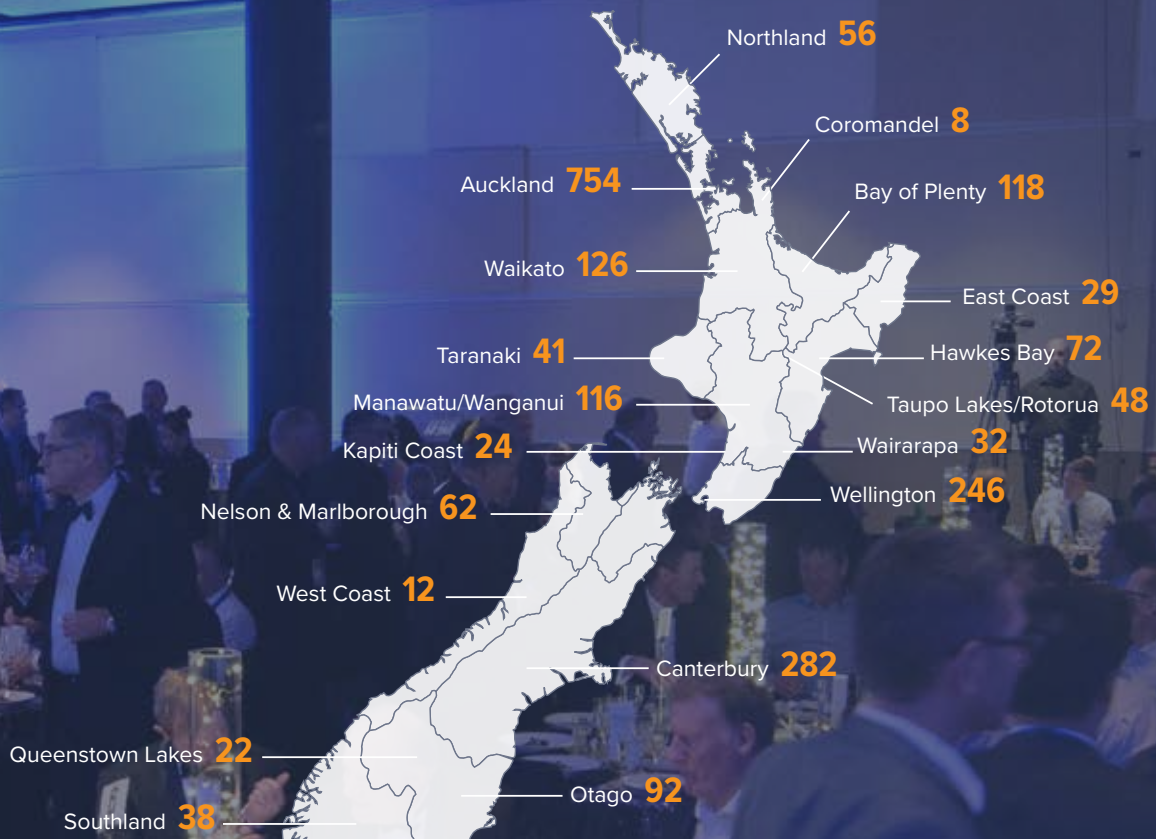 Northland 56
Coromandel 8
Auckland 754
Bay of Plenty 118
Waikato 126
East Coast 29
Taranaki 41
Hawkes Bay 72
Manawatu/Wanganui 116
Taupo Lakes/Rotorua 48
Kapiti Coast 24
Wairarapa 32
Wellington 246
Nelson & Marlborough 62
West Coast 12
Canterbury 282
Queenstown Lakes 22
Otago 92
Southland 38